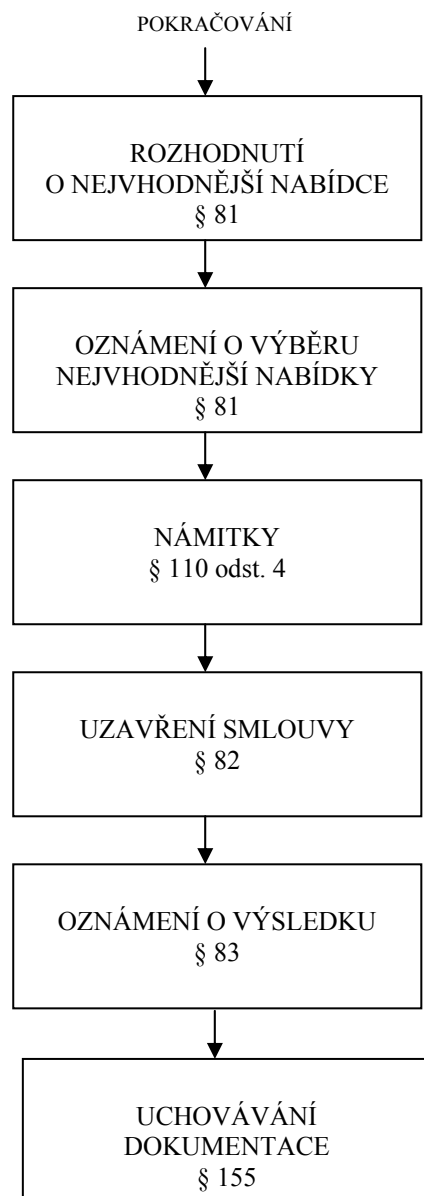 POKRAČOVÁNÍ
ROZHODNUTÍ
O NEJVHODNĚJŠÍ NABÍDCE
§ 81
OZNÁMENÍ O VÝBĚRU
NEJVHODNĚJŠÍ NABÍDKY
§ 81
NÁMITKY
§ 110 odst. 4
UZAVŘENÍ SMLOUVY
§ 82
OZNÁMENÍ O VÝSLEDKU
§ 83
UCHOVÁVÁNÍ
DOKUMENTACE
§ 155